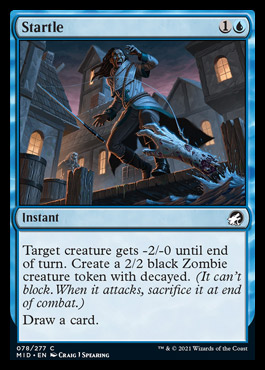 Startle 1
Instant
Target creature gets -2/-0 until end
of turn. Create a 2/2 black Zombie
creature token with decayed. (It can't
block. When it attacks, sacrifice it at end
of combat.)
Draw a card.
078/277 C
MID • EN CRAIG J SPEARING
™ & © 2021 Wizards of the Coast